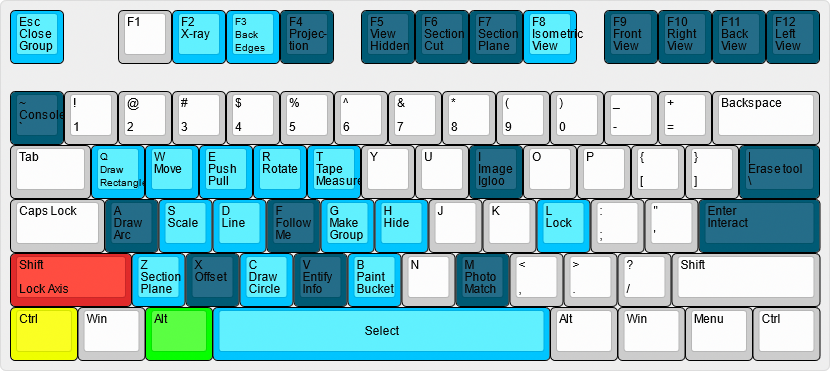 Esc
Close
Group
F1
F2
X-ray
F3
Back
Edges
F4
Projec-
tion
F5
View
Hidden
F6
Section
Cut
F7
Section
Plane
F8
Isometric
View
F9
Front
View
F10
Right
View
F11
Back
View
F12
Left
View
~
Console
`
!
1
@
2
#
3
$
4
%
5
^
6
&
7
*
8
(
9
)
0
_
-
+
=
Backspace
Tab
Q
Draw
Rectangle
W
Move
E
Push
Pull
R
Rotate
T
Tape
Measure
Y
U
I
Image
Igloo
O
P
{
[
}
]
|
Erase tool
\
Caps Lock
A
Draw
Arc
S
Scale
D
Line
F
Follow
Me
G
Make
Group
H
Hide
J
K
L
Lock
:
;
"
'
Enter
Interact
Shift
Lock Axis
Z
Section
Plane
X
Offset
C
Draw
Circle
V
Entify
Info
B
Paint
Bucket
N
M
Photo
Match
<
,
>
.
?
/
Shift
Ctrl
Win
Alt
Select
Alt
Win
Menu
Ctrl